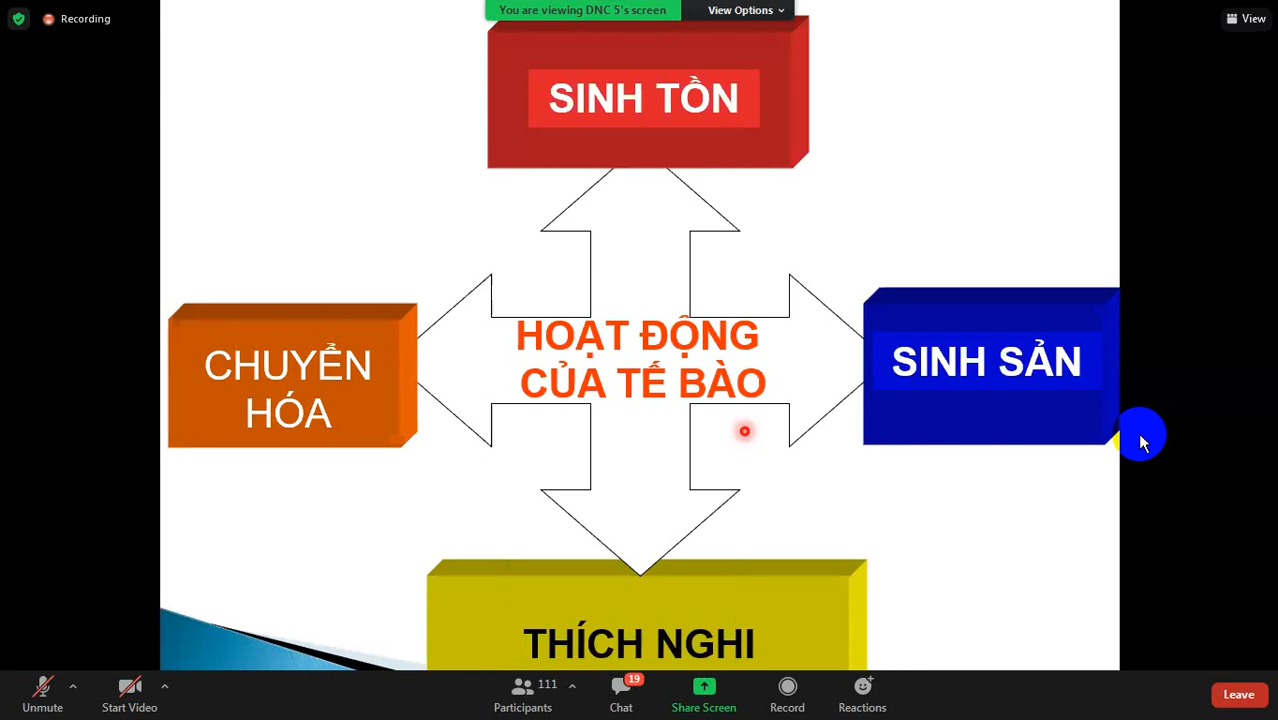 Recording
You are viewing DNC 5's screen
View Options
View
SINH TỒN
HOẠT ĐỘNG
CỦA TẾ BÀO
CHUYỂN
HÓA
SINH SẢN
THÍCH NGHI
Unmute
Start Video
111
Participants
19
Chat
Share Screen
Record
Reactions
Leave